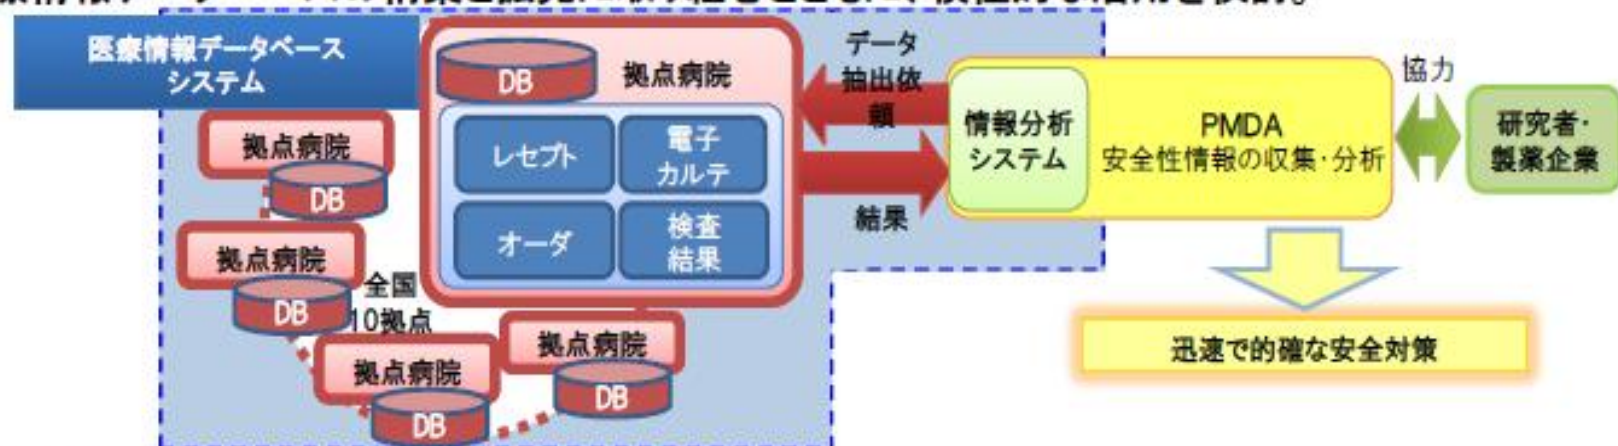 医療情報データベース
システム
DB
拠点病院
レセプト
電子
カルテ
オーダ
検査
結果
データ
抽出依
頼
結果
情報分析
システム
PMDA
安全性情報の収集・分析
協力
研究者・
製薬企業
迅速で的確な安全対策
拠点病院
DB
拠点病院
DB
全国
10拠点
拠点病院
DB
拠点病院
DB